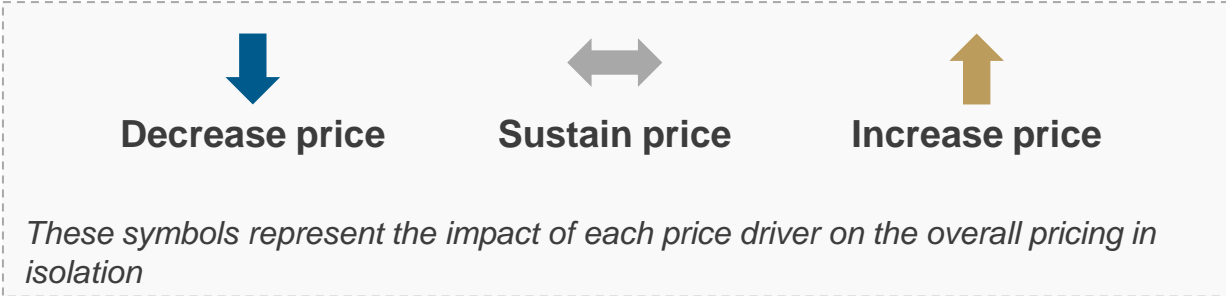 Decrease price Sustain price Increase price
These symbols represent the impact of each price driver on the overall pricing in
isolation